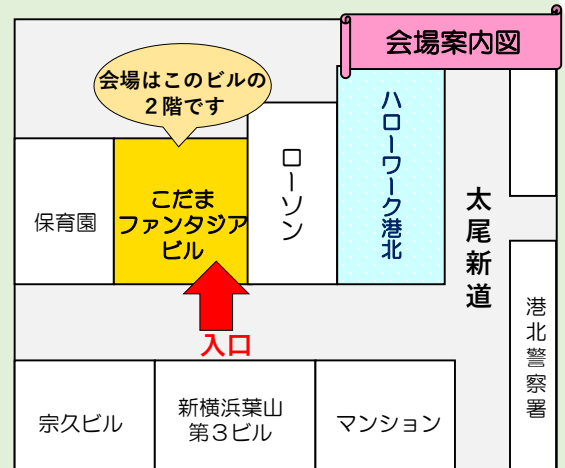 会場案内図
会場はこのビルの
2階です
保育園
こだま
ファンタジア
ビル
ローソン
ハローワーク港北
太尾新道
港北警察署
入口
宗久ビル
新横浜葉山
第3ビル
マンション